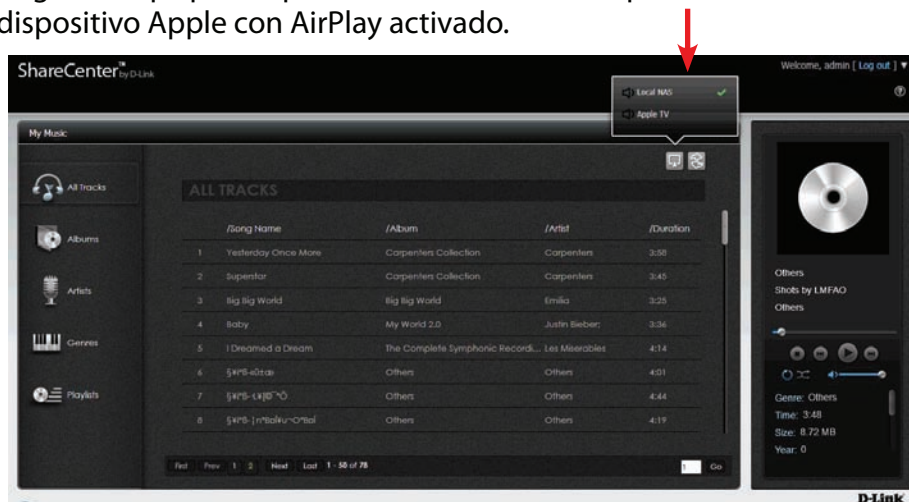 dispositivo Apple con AirPlay activado.
ShareCenter™ by D-Link
Welcome, admin [ Log out ]
Local NAS
Apple TV
My Music
All Tracks
Albums
Artists
Genres
Playlists
ALL TRACKS
/Song Name /Album /Artist /Duration
1 Yesterday Once More Carpenters Collection Carpenters 3:58
2 Superstar Carpenters Collection Carpenters 3:45
3 Big Big World Big Big World Emilia 3:25
4 Baby My World 2.0 Justin Bieber; 3:36
5 I Dreamed a Dream The Complete Symphonic Recordi... Les Miserables 4:14
6 Others Others 4:01
7 Others Others 4:44
8 Others Others 4:19
First Prev 1 2 Next Last 1 - 50 of 78
1 Go
Others
Shots by LMFAO
Others
Genre: Others
Time: 3:48
Size: 8.72 MB
Year: 0
D-Link